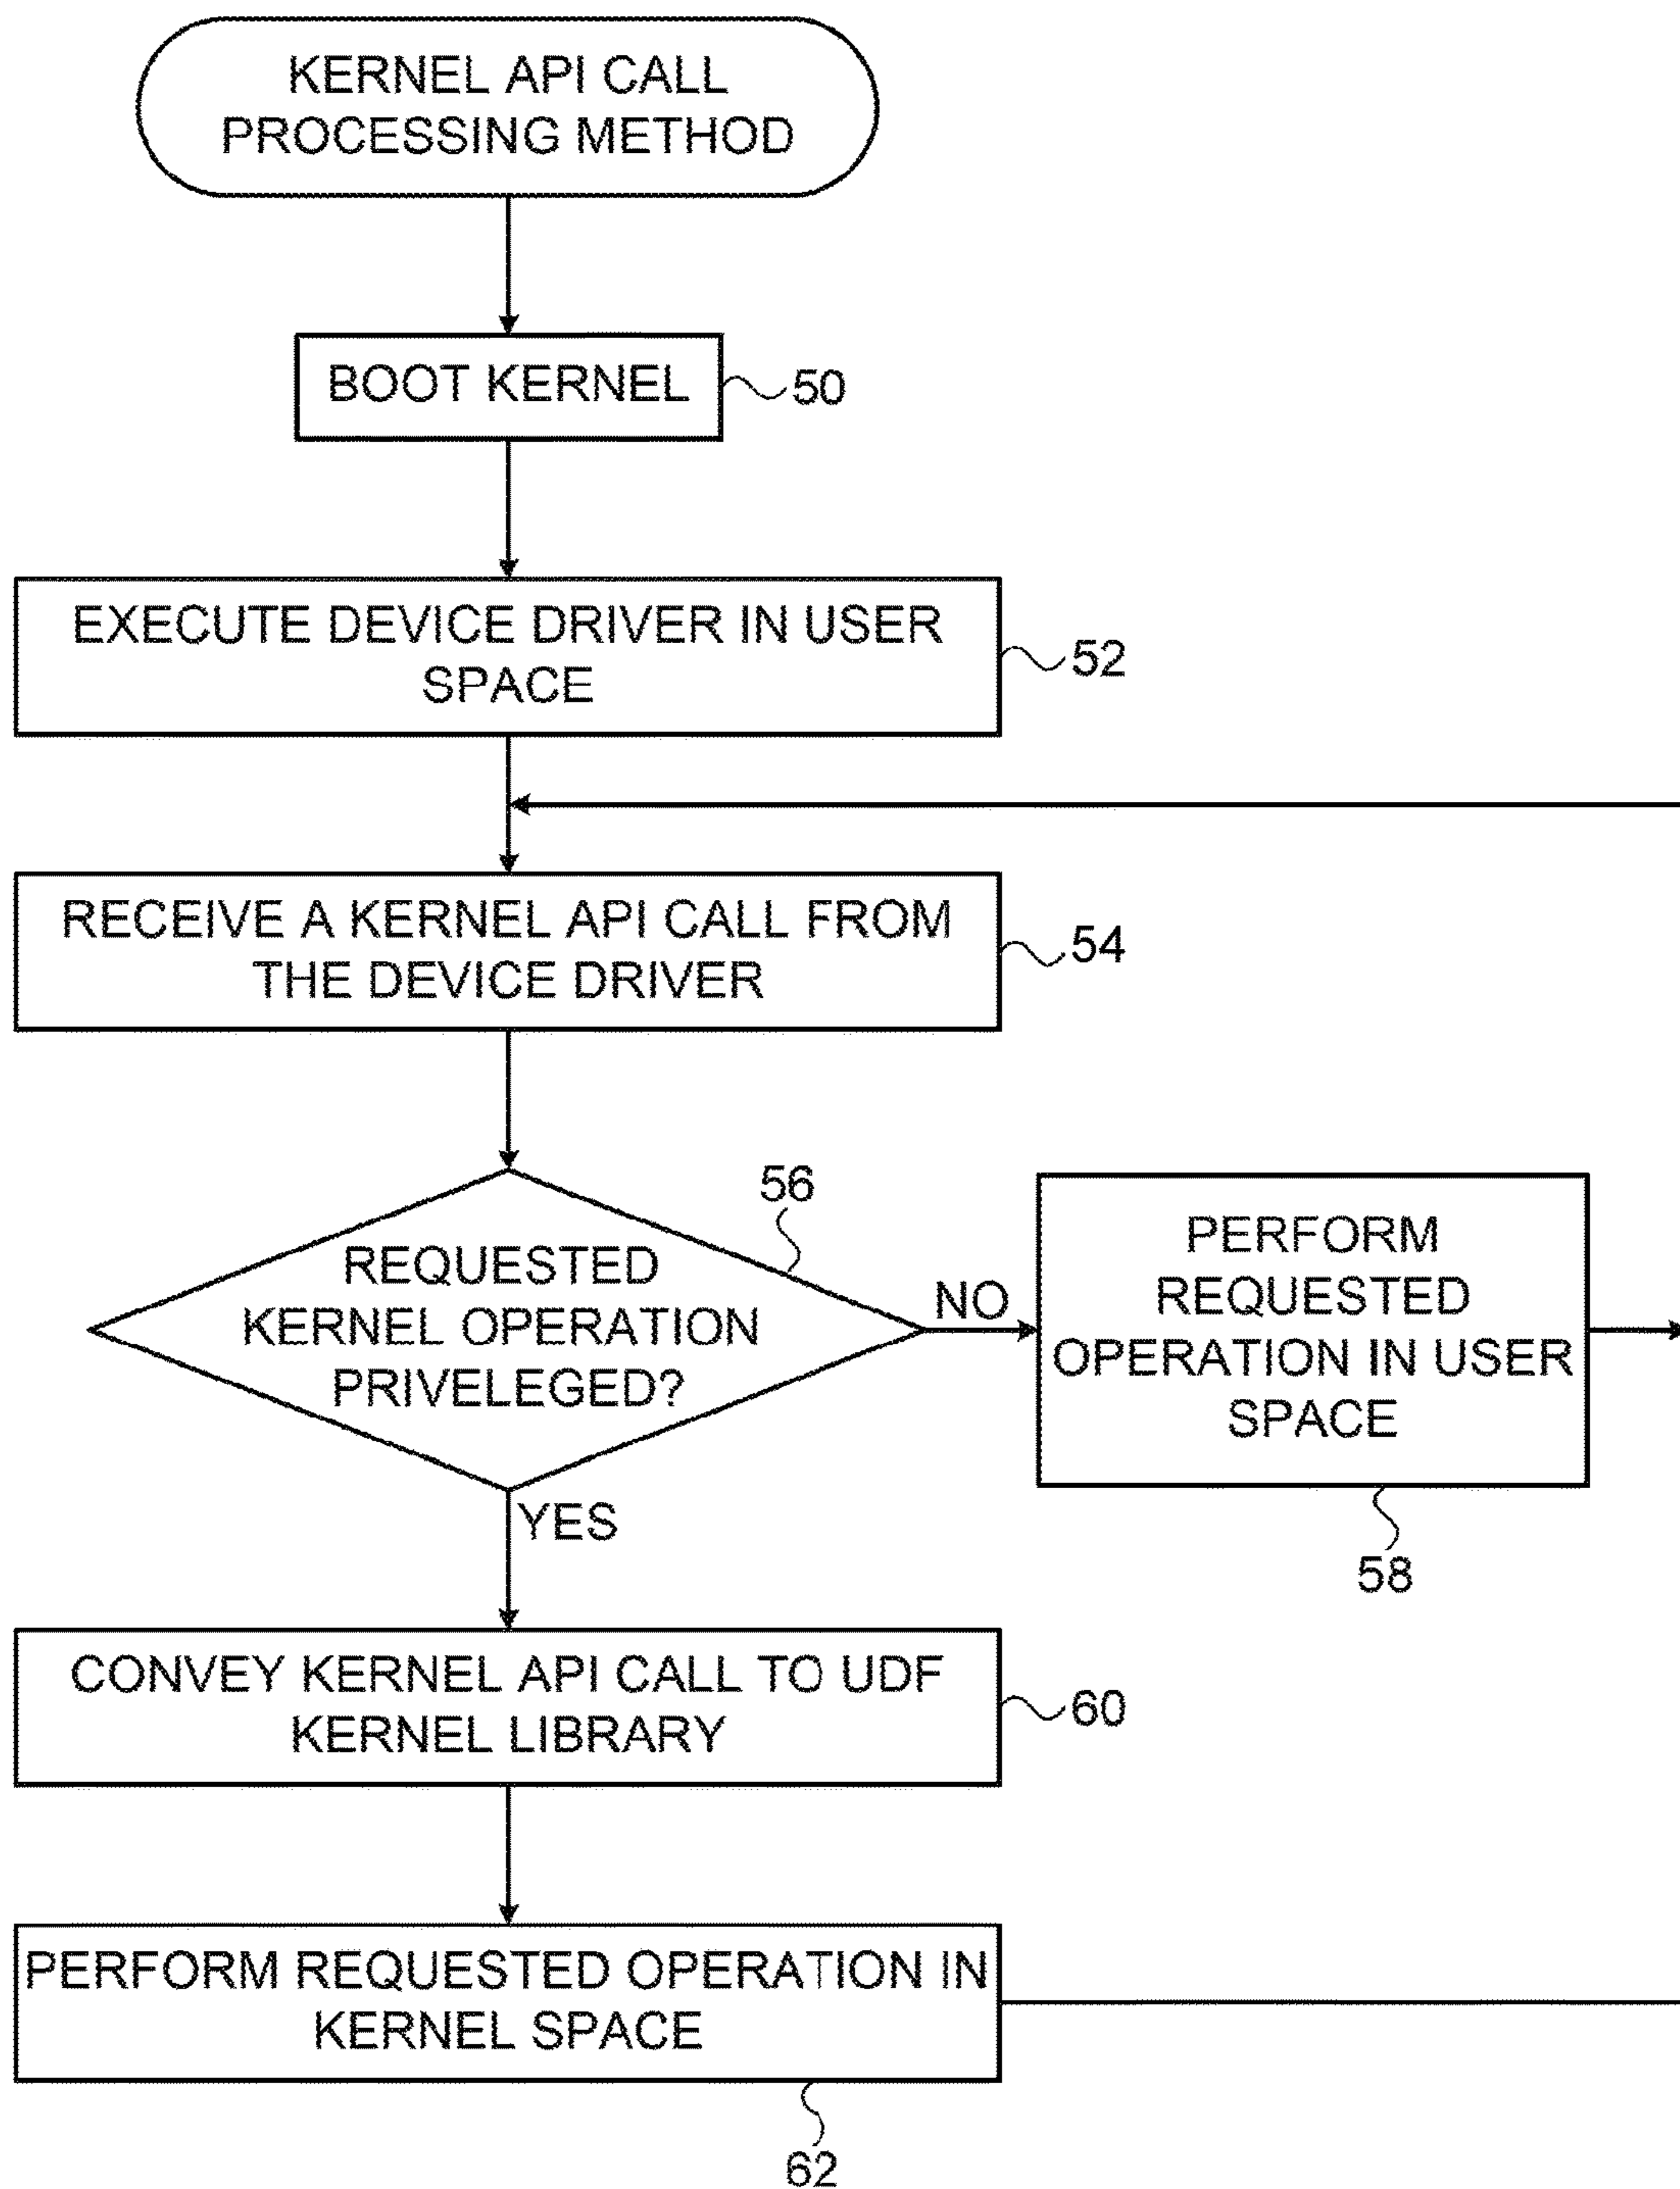 KERNEL API CALL
PROCESSING METHOD
BOOT KERNEL
50
EXECUTE DEVICE DRIVER IN USER
SPACE
52
RECEIVE A KERNEL API CALL FROM
THE DEVICE DRIVER
54
56
REQUESTED
KERNEL OPERATION
PRIVELEGED?
NO
PERFORM
REQUESTED
OPERATION IN USER
SPACE
58
YES
CONVEY KERNEL API CALL TO UDF
KERNEL LIBRARY
60
PERFORM REQUESTED OPERATION IN
KERNEL SPACE
62